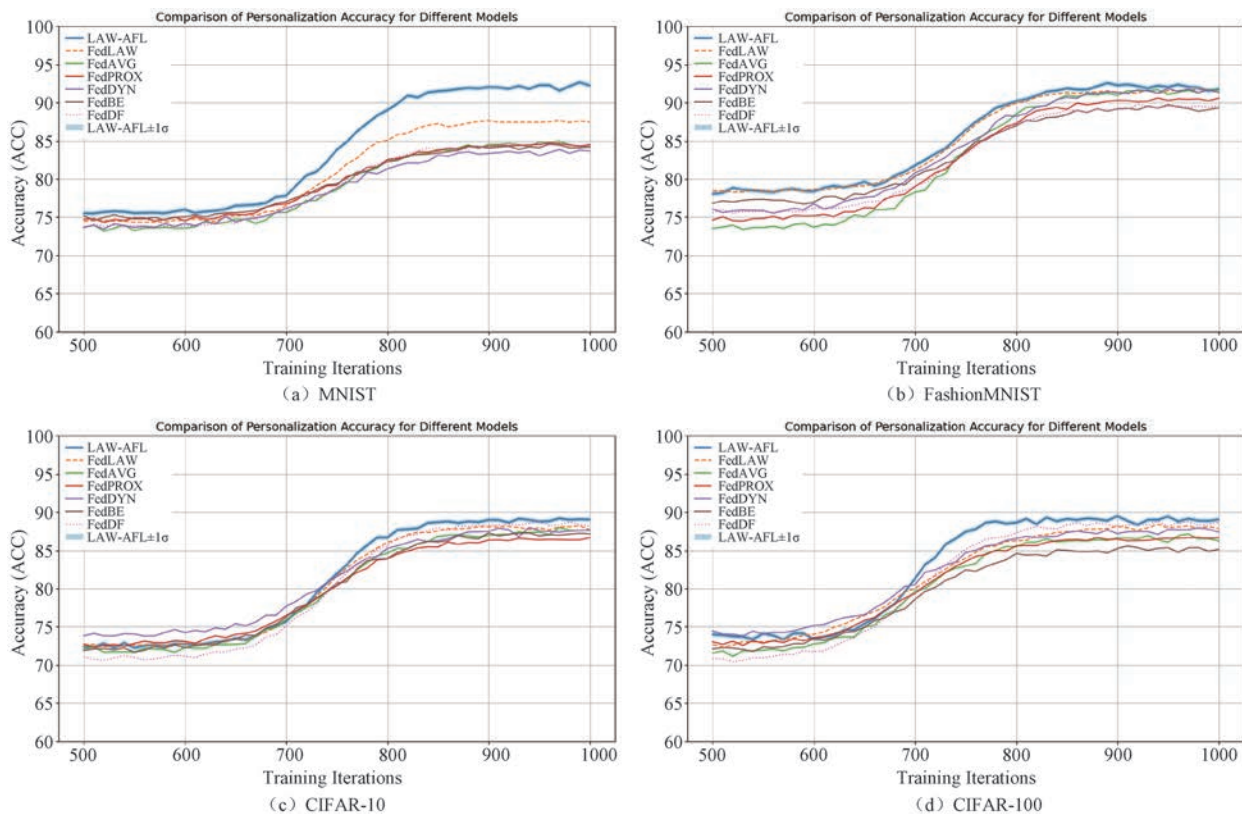 Comparison of Personalization Accuracy for Different Models
100
95
90
85
80
75
70
65
60
Accuracy (ACC)
LAW-AFL
FedLAW
FedAVG
FedPROX
FedDYN
FedBE
FedDF
LAW-AFL±1σ
500
600
700
800
900
1000
Training Iterations
（a）MNIST
Comparison of Personalization Accuracy for Different Models
100
95
90
85
80
75
70
65
60
Accuracy (ACC)
LAW-AFL
FedLAW
FedAVG
FedPROX
FedDYN
FedBE
FedDF
LAW-AFL±1σ
500
600
700
800
900
1000
Training Iterations
（b）FashionMNIST
Comparison of Personalization Accuracy for Different Models
100
95
90
85
80
75
70
65
60
Accuracy (ACC)
LAW-AFL
FedLAW
FedAVG
FedPROX
FedDYN
FedBE
FedDF
LAW-AFL±1σ
500
600
700
800
900
1000
Training Iterations
（c）CIFAR-10
Comparison of Personalization Accuracy for Different Models
100
95
90
85
80
75
70
65
60
Accuracy (ACC)
LAW-AFL
FedLAW
FedAVG
FedPROX
FedDYN
FedBE
FedDF
LAW-AFL±1σ
500
600
700
800
900
1000
Training Iterations
（d）CIFAR-100